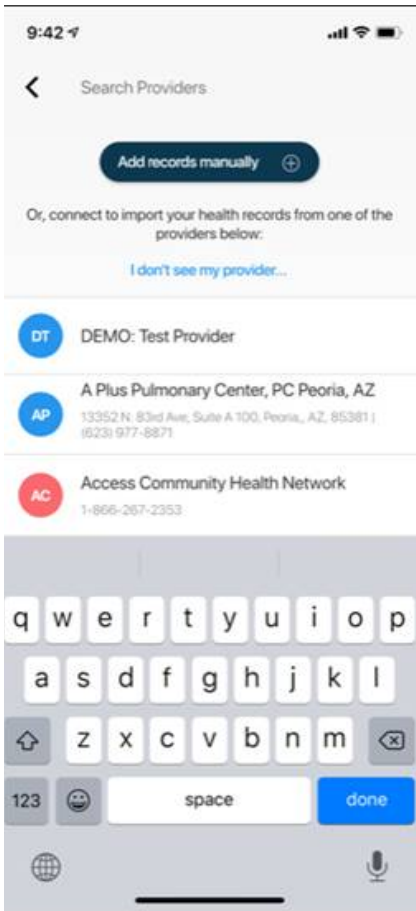 9:42
Search Providers
Add records manually
Or, connect to import your health records from one of the
providers below:
I don't see my provider...
DT
DEMO: Test Provider
A Plus Pulmonary Center, PC Peoria, AZ
AP
13352 N. 83rd Ave, Suite A 100, Peoria,, AZ, 85381 |
(623) 977-8871
Access Community Health Network
AC
1-866-267-2353
q w e r t y u i o p
a s d f g h j k l
z x c v b n m
123 space done